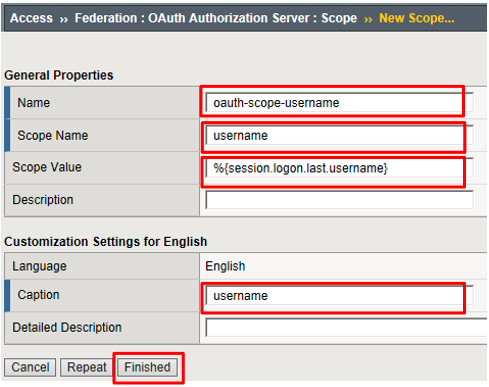 Access ›› Federation : OAuth Authorization Server : Scope ›› New Scope...
General Properties
Name oauth-scope-username
Scope Name username
Scope Value %{session.logon.last.username}
Description
Customization Settings for English
Language English
Caption username
Detailed Description
Cancel Repeat Finished